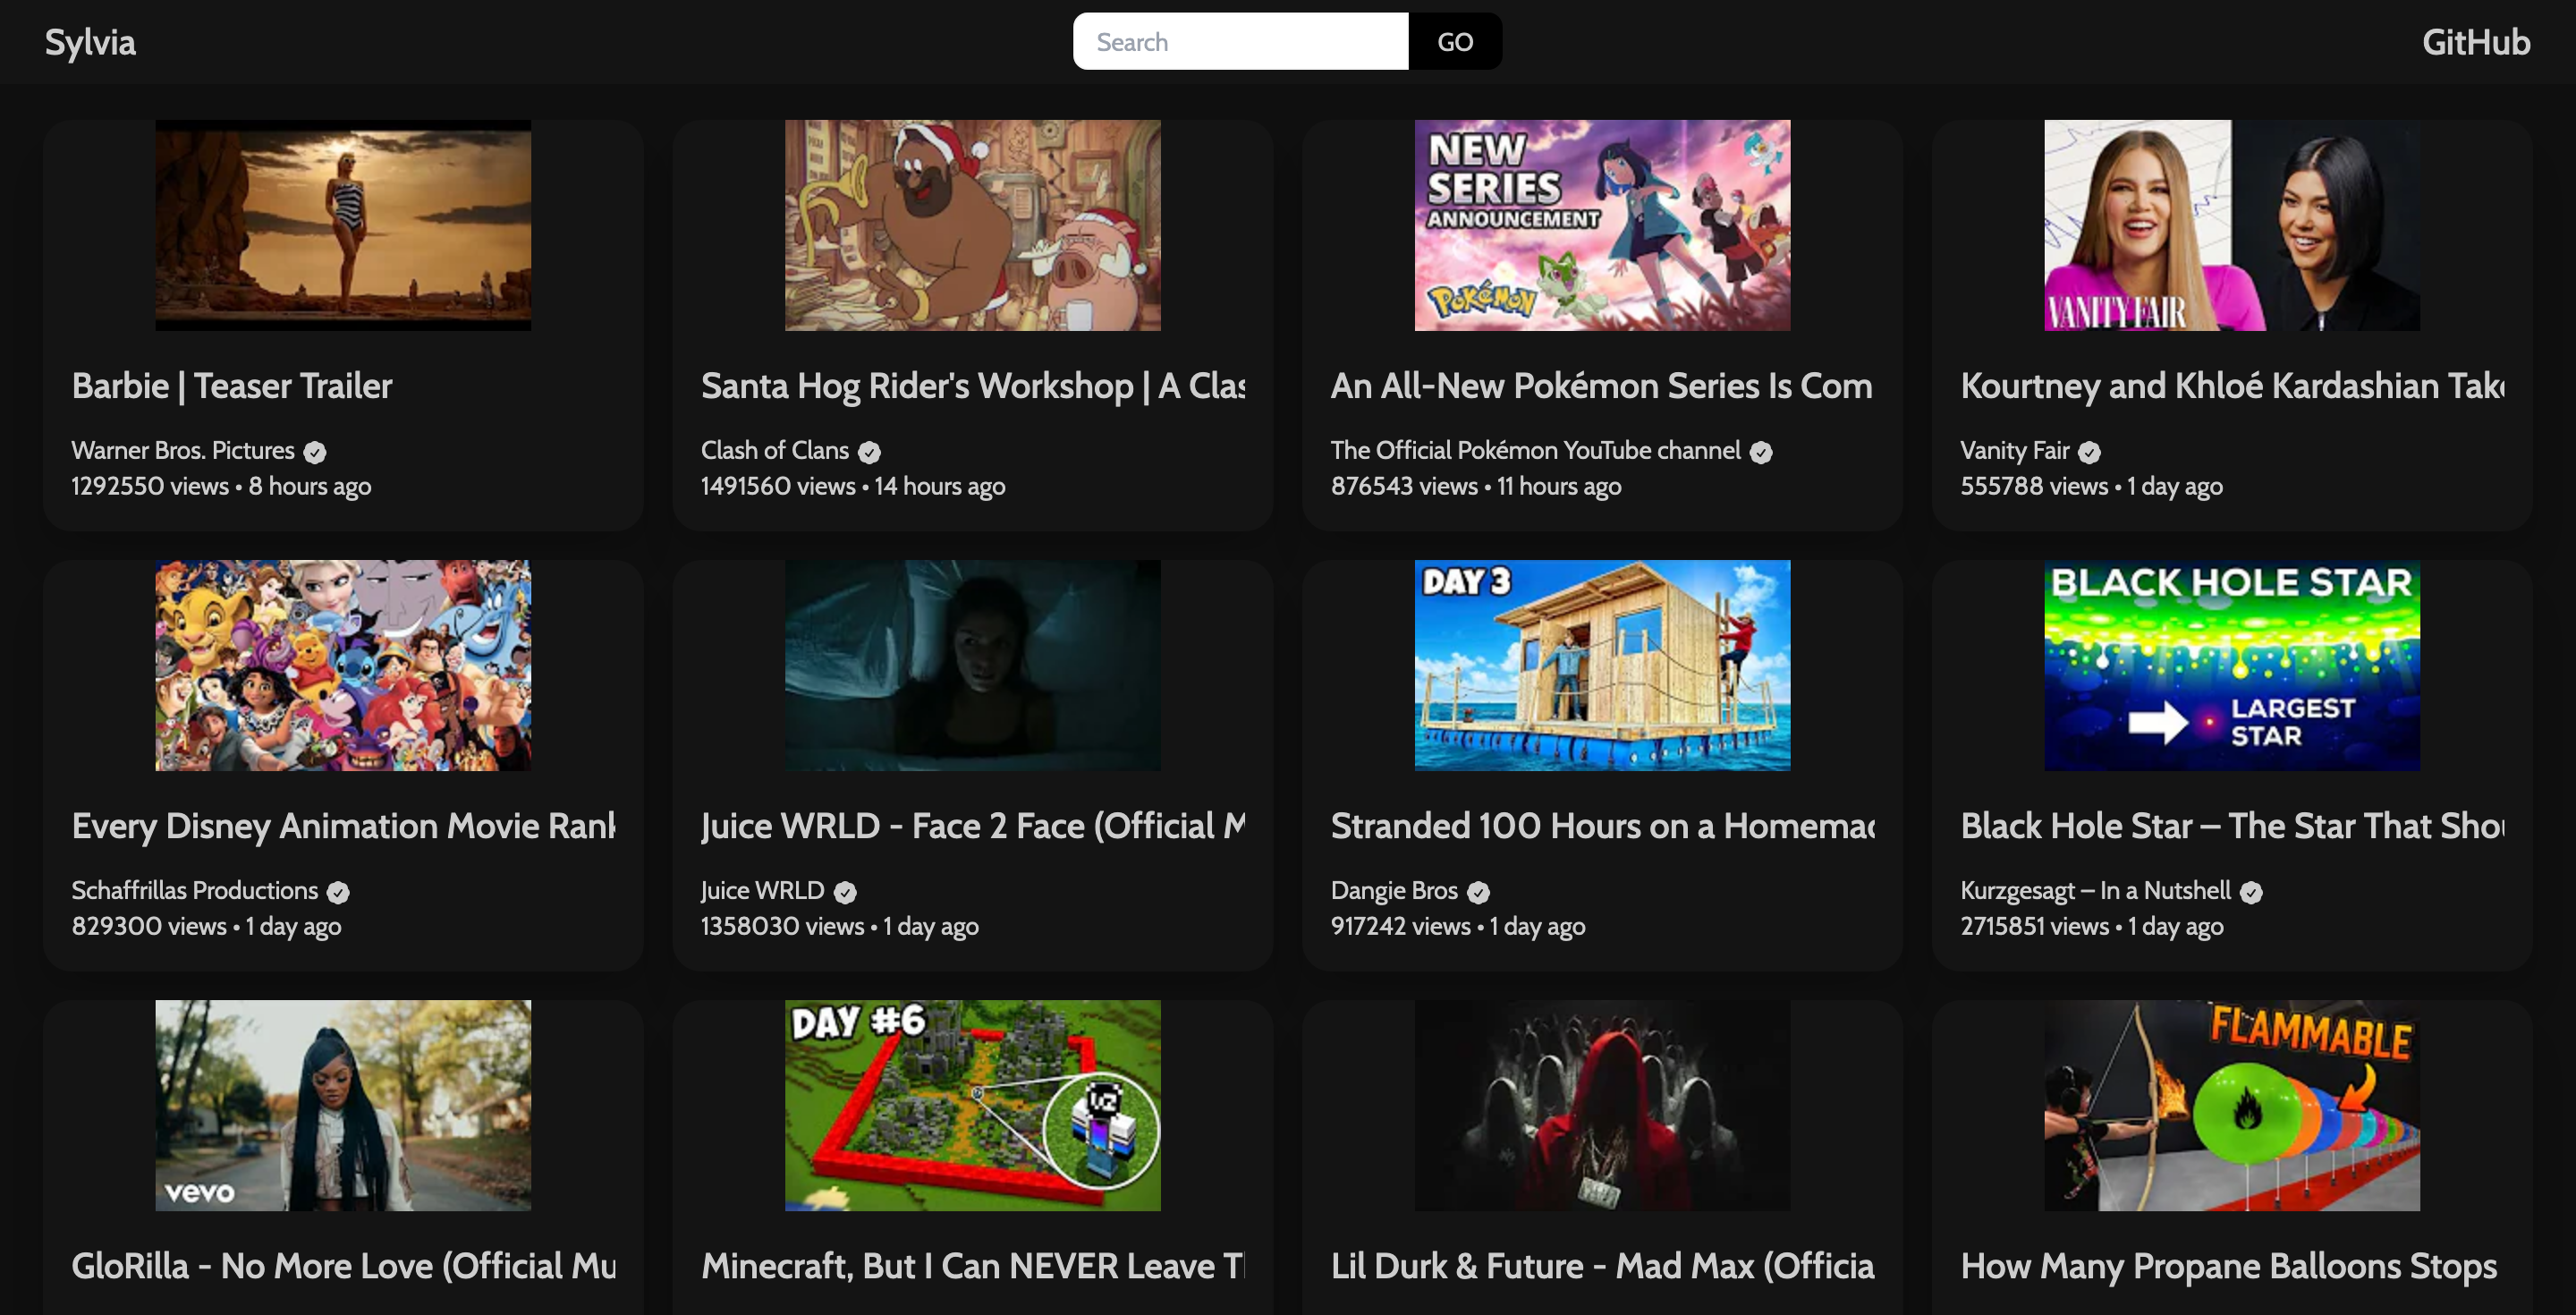 Sylvia
Search
GO
GitHub
NEW
SERIES
ANNOUNCEMENT
POKéMON
VANITY FAIR
Barbie | Teaser Trailer
Warner Bros. Pictures
1292550 views • 8 hours ago
Santa Hog Rider's Workshop | A Clas
Clash of Clans
1491560 views • 14 hours ago
An All-New Pokémon Series Is Com
The Official Pokémon YouTube channel
876543 views • 11 hours ago
Kourtney and Khloé Kardashian Take
Vanity Fair
555788 views • 1 day ago
DAY 3
BLACK HOLE STAR
LARGEST
STAR
Every Disney Animation Movie Rank
Schaffrillas Productions
829300 views • 1 day ago
Juice WRLD - Face 2 Face (Official M
Juice WRLD
1358030 views • 1 day ago
Stranded 100 Hours on a Homemad
Dangie Bros
917242 views • 1 day ago
Black Hole Star – The Star That Shou
Kurzgesagt – In a Nutshell
2715851 views • 1 day ago
vevo
DAY #6
FLAMMABLE
GloRilla - No More Love (Official Mu
Minecraft, But I Can NEVER Leave Th
Lil Durk & Future - Mad Max (Officia
How Many Propane Balloons Stops